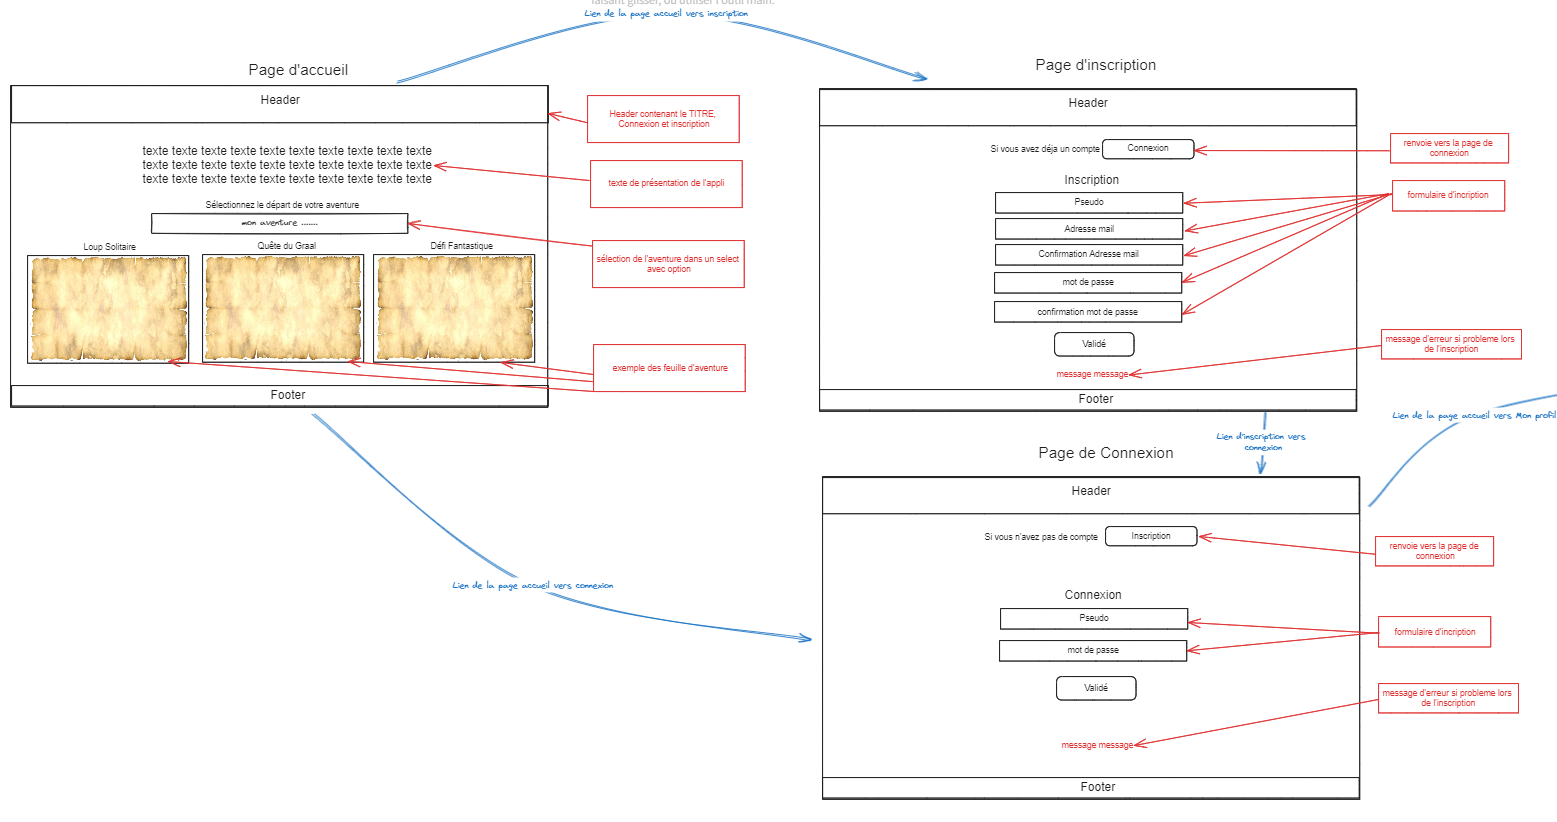 faisant glisser, ou utiliser l'outil main.
Lien de la page accueil vers inscription
Page d'accueil
Header
Header contenant le TITRE,
Connexion et inscription
texte texte texte texte texte texte texte texte texte texte
texte texte texte texte texte texte texte texte texte texte
texte texte texte texte texte texte texte texte texte texte
texte de présentation de l'appli
Sélectionnez le départ de votre aventure
mon aventure .......
sélection de l'aventure dans un select
avec option
Loup Solitaire
Quête du Graal
Défi Fantastique
exemple des feuille d'aventure
Footer
Page d'inscription
Header
Si vous avez déja un compte
Connexion
renvoie vers la page de
connexion
Inscription
Pseudo
Adresse mail
Confirmation Adresse mail
mot de passe
confirmation mot de passe
formulaire d'incription
Validé
message d'erreur si probleme lors
de l'inscription
message message
Footer
Lien de la page accueil vers Mon profil
Lien d'inscription vers
connexion
Lien de la page accueil vers connexion
Page de Connexion
Header
Si vous n'avez pas de compte
Inscription
renvoie vers la page de
connexion
Connexion
Pseudo
mot de passe
formulaire d'incription
Validé
message d'erreur si probleme lors
de l'inscription
message message
Footer